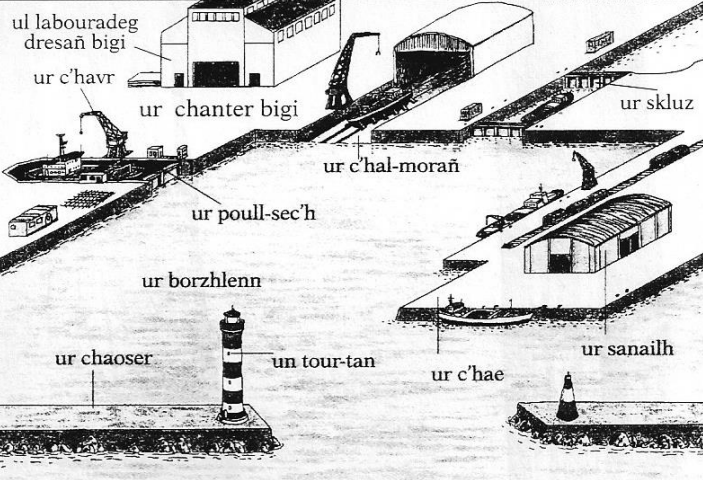 ul labouradeg
dresañ bigi
ur c'havr
ur chanter bigi
ur skluz
ur c'hal-morañ
ur poull-sec'h
ur borzhlenn
ur chaoser
un tour-tan
ur c'hae
ur sanailh